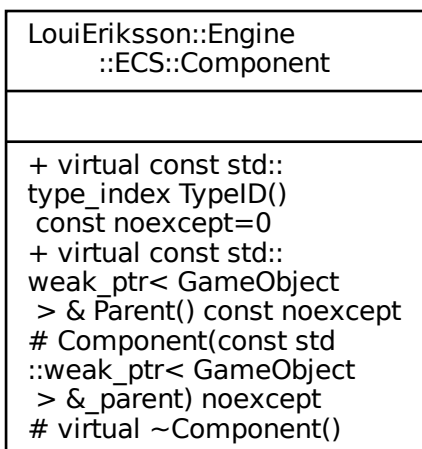 LouiEriksson::Engine
::ECS::Component
+ virtual const std::
type_index TypeID()
const noexcept=0
+ virtual const std::
weak_ptr< GameObject
> & Parent() const noexcept
# Component(const std
::weak_ptr< GameObject
> &_parent) noexcept
# virtual ~Component()